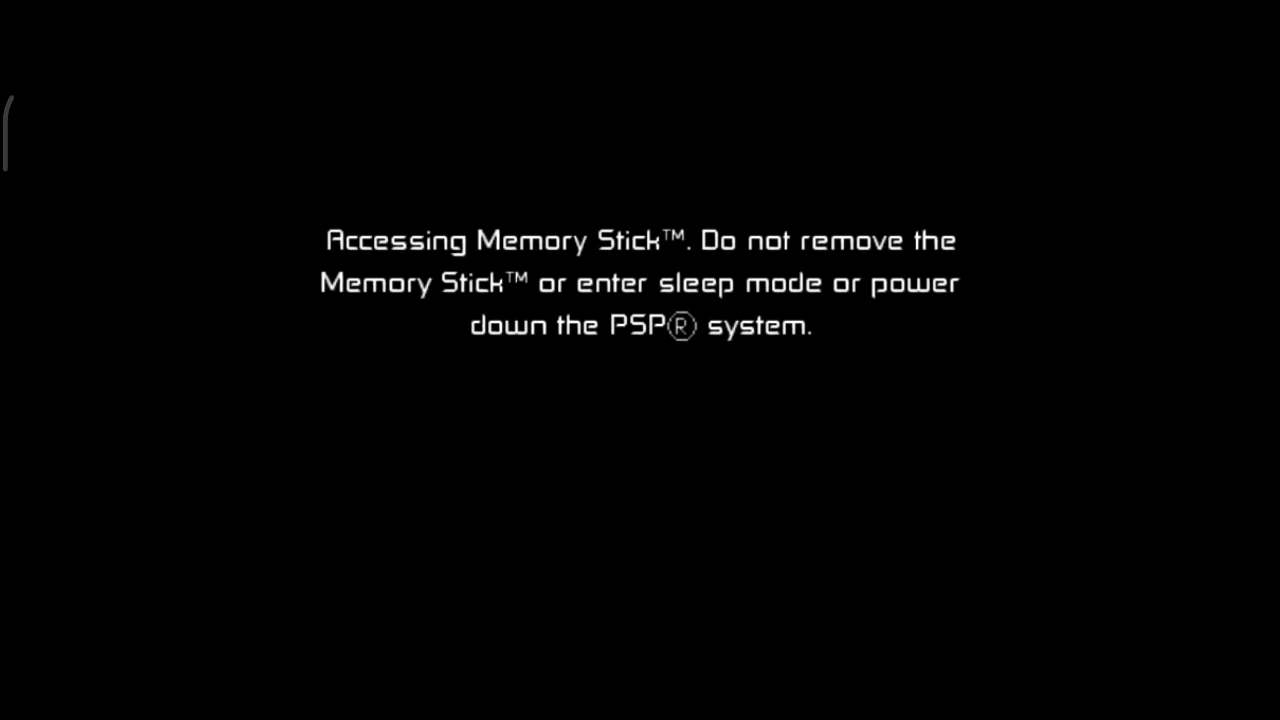 Accessing Memory Stick™. Do not remove the
Memory Stick™ or enter sleep mode or power
down the PSP® system.